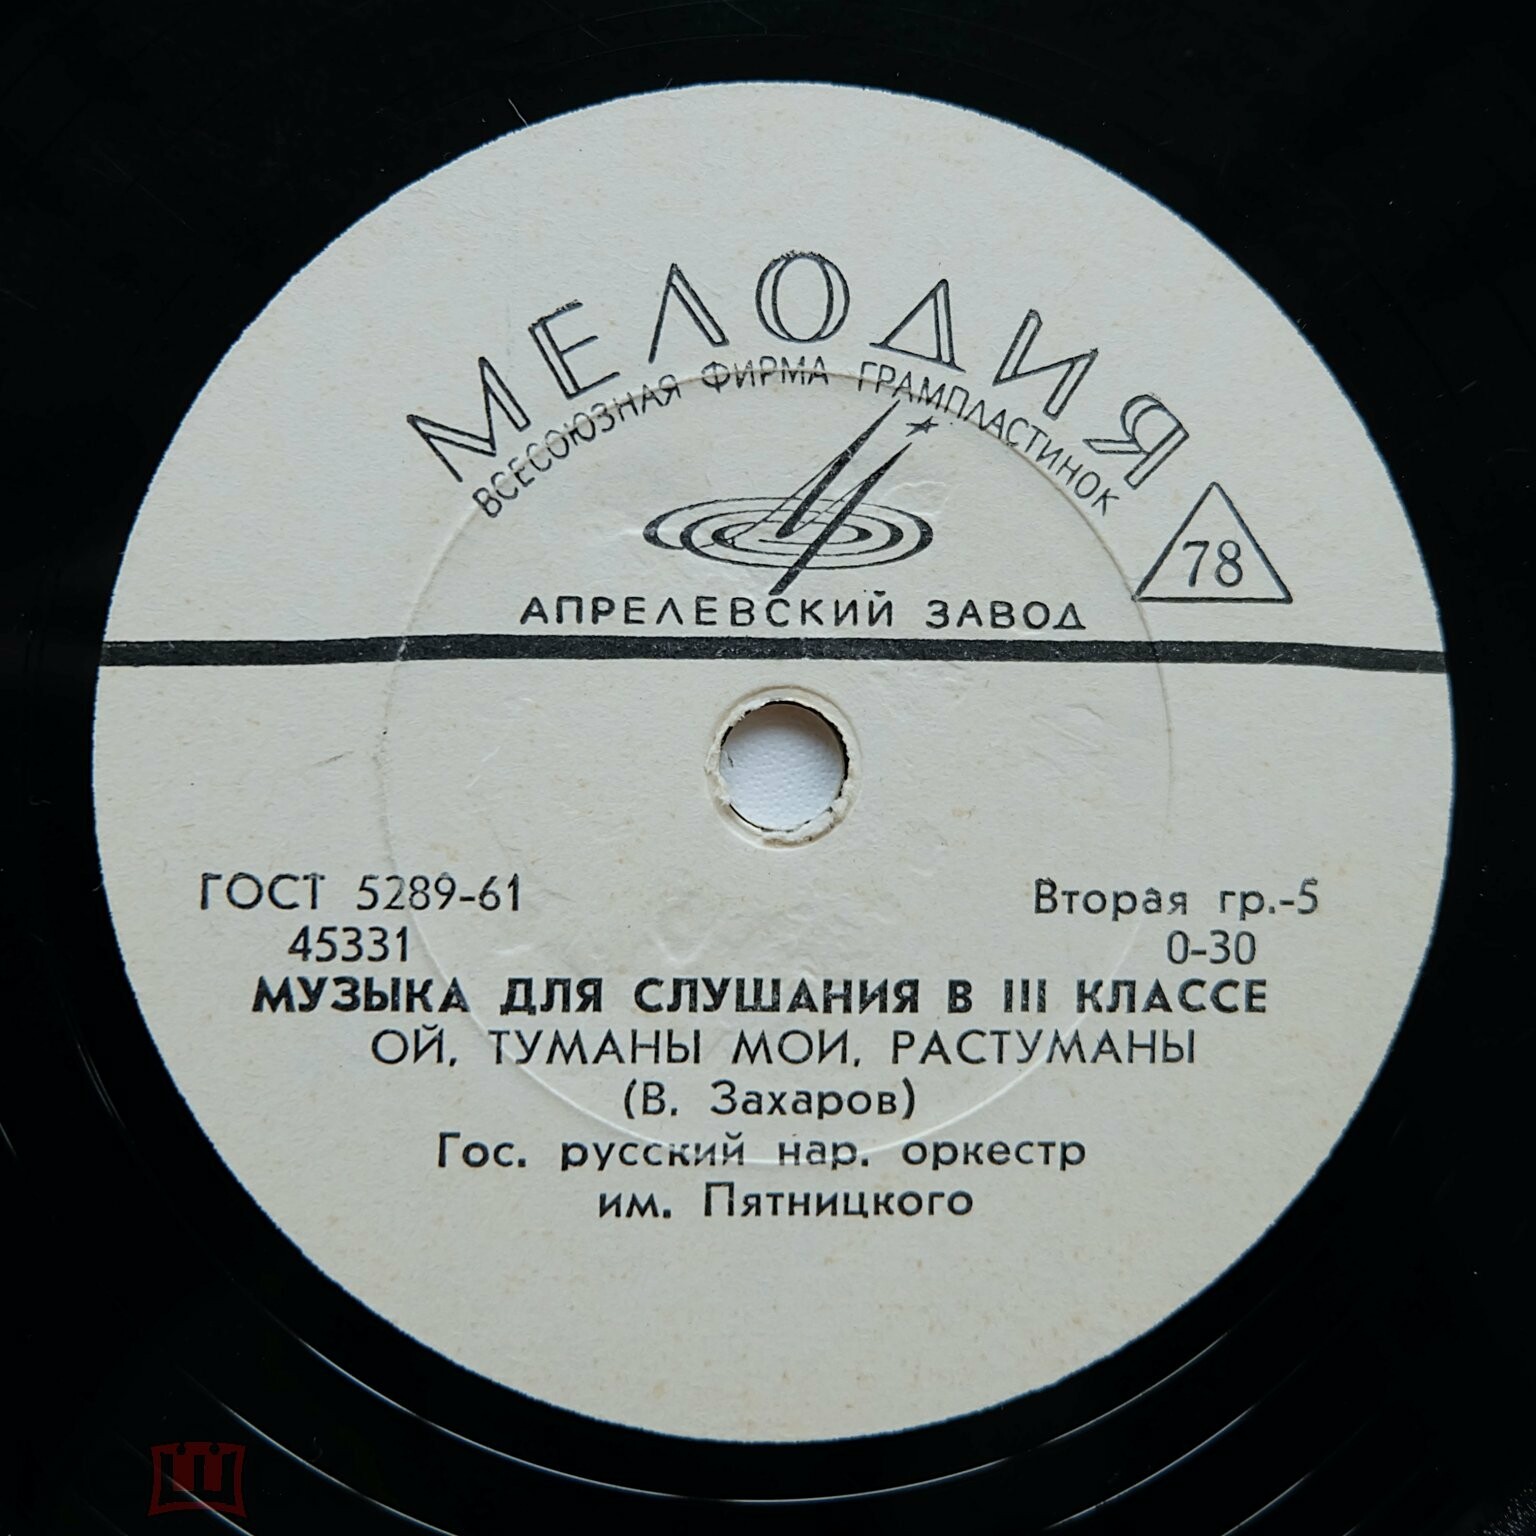 МЕЛОДИЯ
ВСЕСОЮЗНАЯ ФИРМА ГРАМПЛАСТИНОК
78
АПРЕЛЕВСКИЙ ЗАВОД
ГОСТ 5289-61
Вторая гр.-5
45331
0-30
МУЗЫКА ДЛЯ СЛУШАНИЯ В III КЛАССЕ
ОЙ, ТУМАНЫ МОИ, РАСТУМАНЫ
(В. Захаров)
Гос. русский нар. оркестр
им. Пятницкого